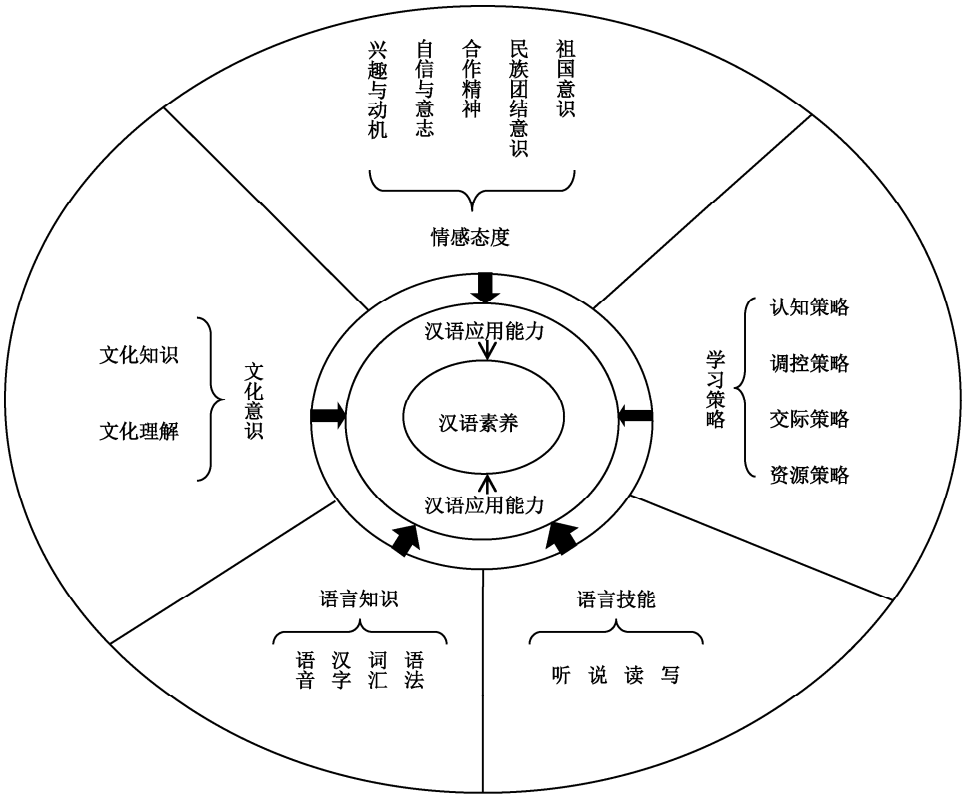 兴趣与动机
自信与意志
合作精神
民族团结意识
祖国意识
情感态度
文化知识
文化理解
文化意识
汉语应用能力
汉语素养
汉语应用能力
学习策略
认知策略
调控策略
交际策略
资源策略
语言知识
语音
汉字
词汇
语法
语言技能
听 说 读 写